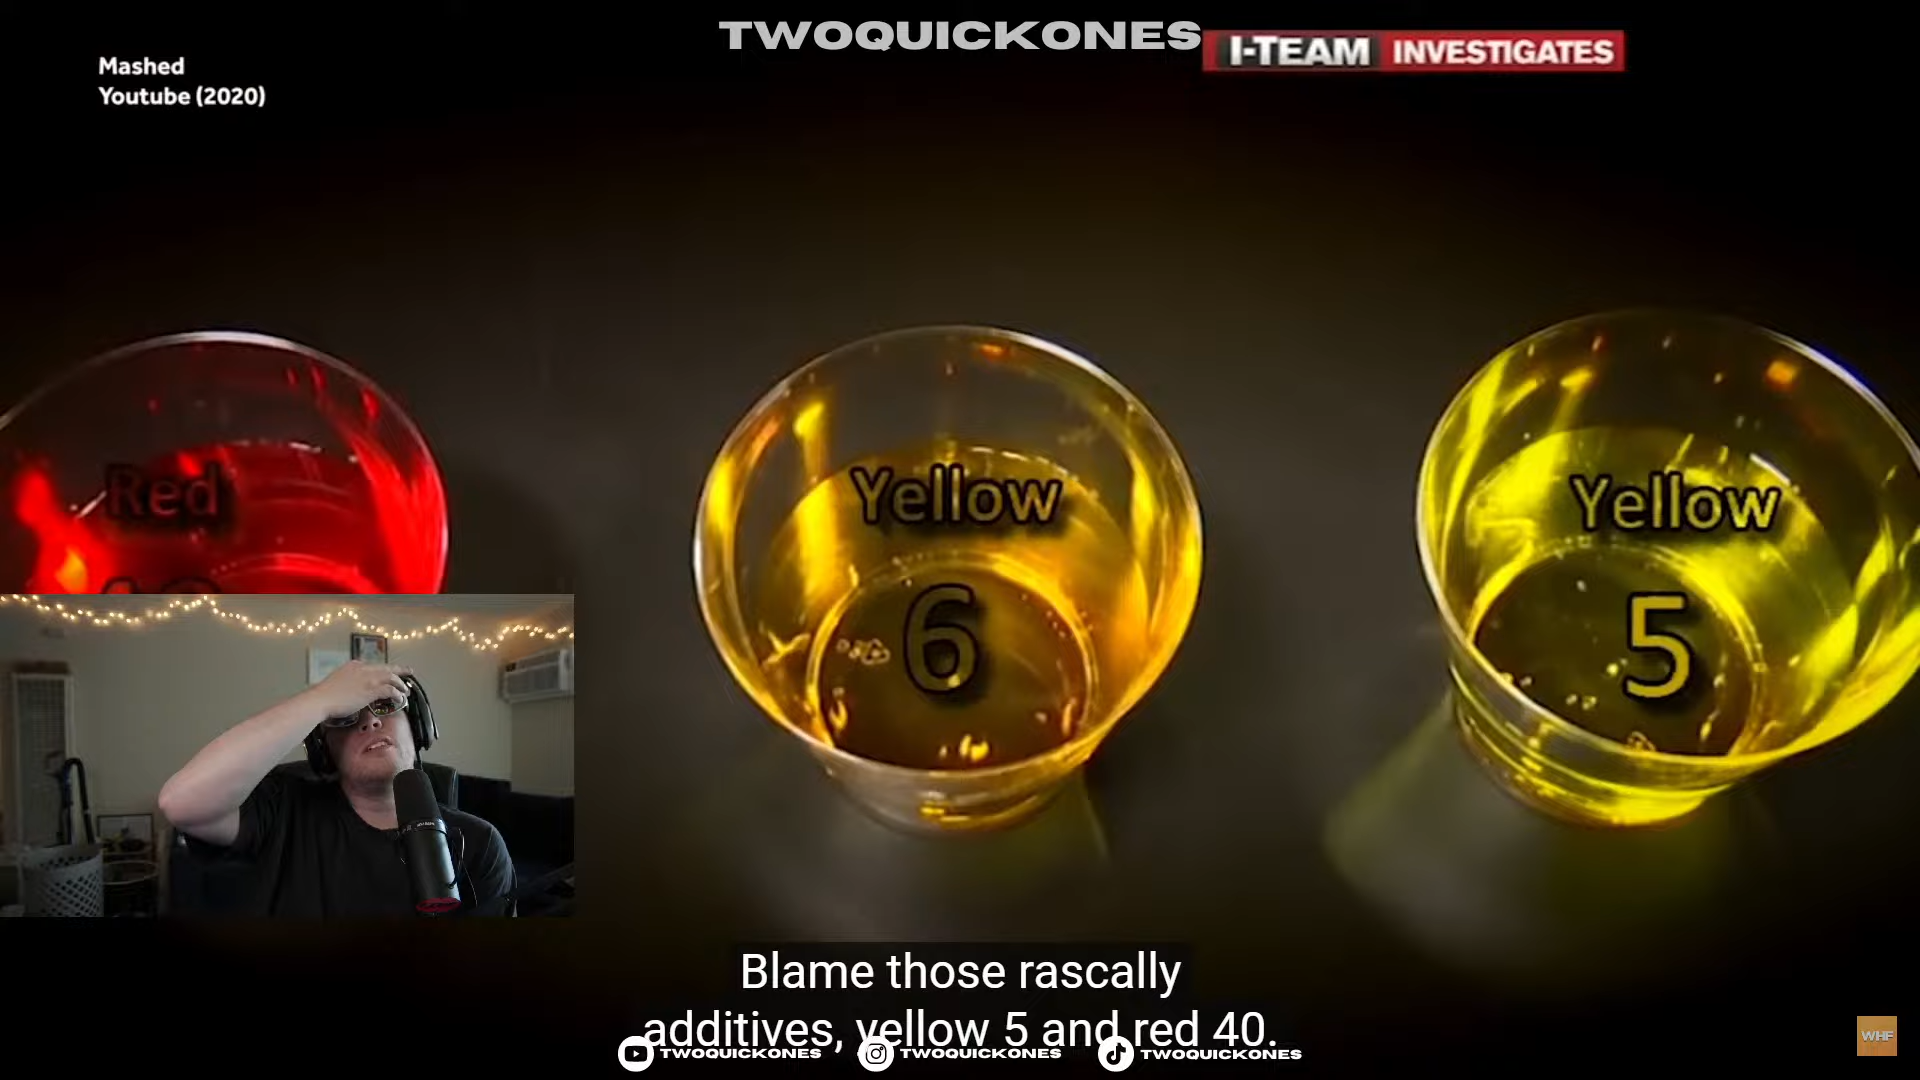 TWOQUICKONES
I-TEAM INVESTIGATES
Mashed
Youtube (2020)
Red
Yellow
6
Yellow
5
Blame those rascally
additives, yellow 5 and red 40.
TWOQUICKONES TWOQUICKONES TWOQUICKONES
WHF